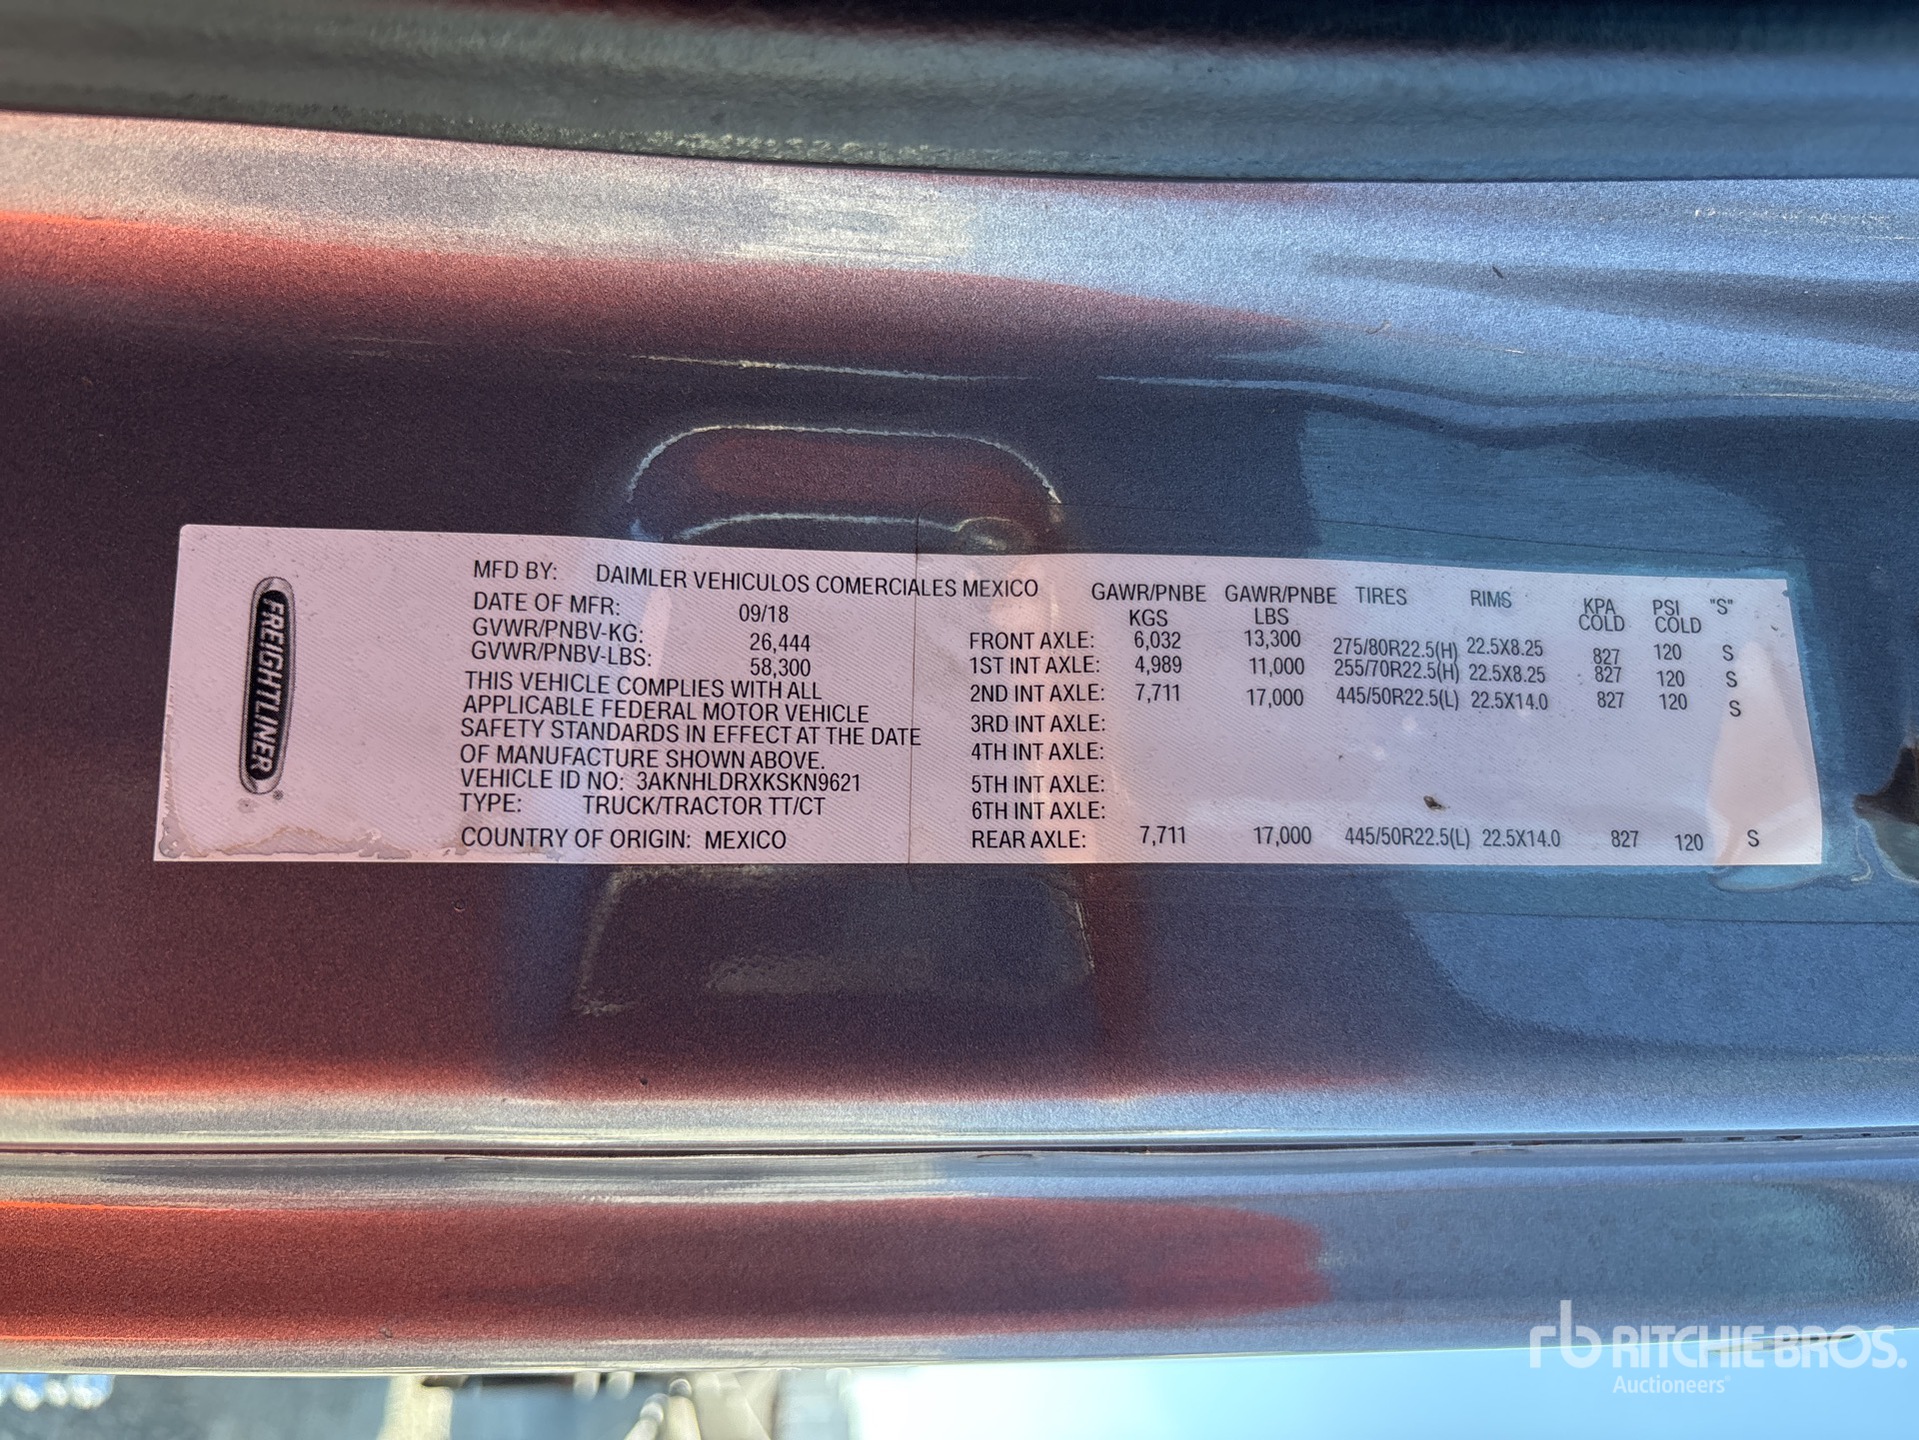 FREIGHTLINER
MFD BY: DAIMLER VEHICULOS COMERCIALES MEXICO
DATE OF MFR: 09/18
GVWR/PNBV-KG: 26,444
GVWR/PNBV-LBS: 58,300
THIS VEHICLE COMPLIES WITH ALL
APPLICABLE FEDERAL MOTOR VEHICLE
SAFETY STANDARDS IN EFFECT AT THE DATE
OF MANUFACTURE SHOWN ABOVE.
VEHICLE ID NO: 3AKNHLDRXKSKN9621
TYPE: TRUCK/TRACTOR TT/CT
COUNTRY OF ORIGIN: MEXICO
GAWR/PNBE GAWR/PNBE TIRES RIMS KPA PSI "S"
KGS LBS COLD COLD
FRONT AXLE: 6,032 13,300 275/80R22.5(H) 22.5X8.25 827 120 S
1ST INT AXLE: 4,989 11,000 255/70R22.5(H) 22.5X8.25 827 120 S
2ND INT AXLE: 7,711 17,000 445/50R22.5(L) 22.5X14.0 827 120 S
3RD INT AXLE:
4TH INT AXLE:
5TH INT AXLE:
6TH INT AXLE:
REAR AXLE: 7,711 17,000 445/50R22.5(L) 22.5X14.0 827 120 S
rb RITCHIE BROS.
Auctioneers